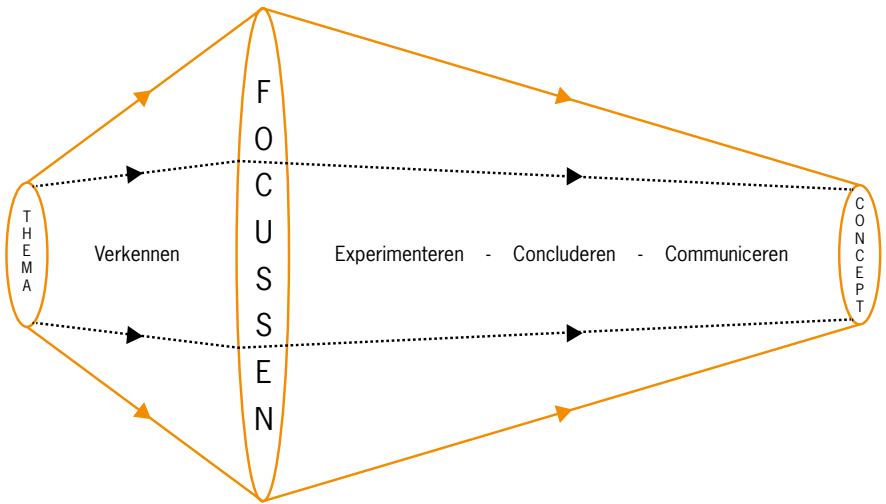 THEMA
Verkennen
FOCUSSEN
Experimenteren - Concluderen - Communiceren
CONCEPT